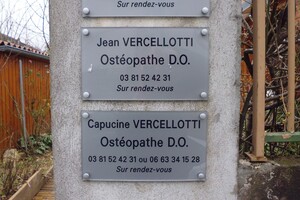 Sur rendez-vous
Jean VERCELLOTTI
Ostéopathe D.O.
03 81 52 42 31
Sur rendez-vous
Capucine VERCELLOTTI
Ostéopathe D.O.
03 81 52 42 31 ou 06 63 34 15 28
Sur rendez-vous